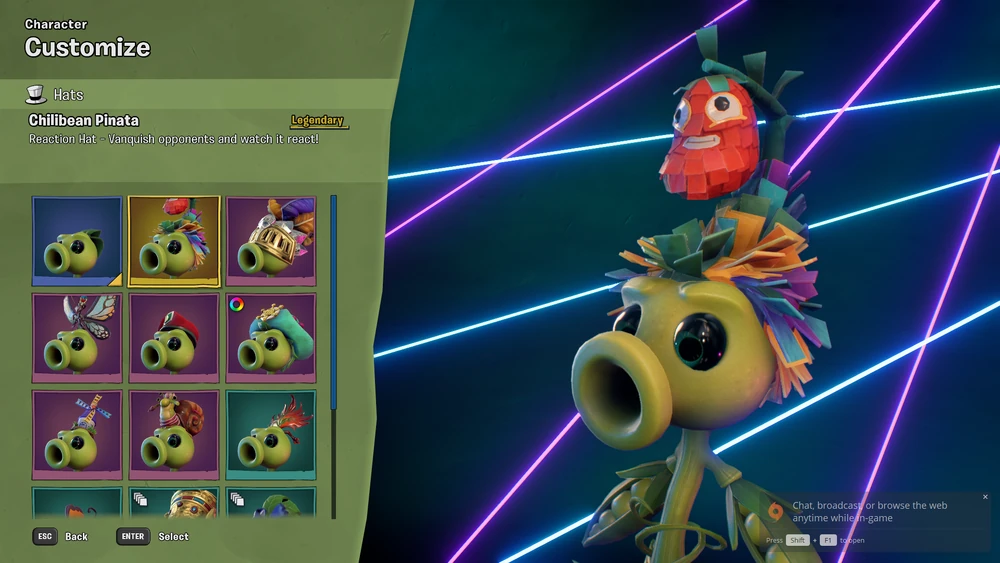 Character
Customize
Hats
Chilibean Pinata
Legendary
Reaction Hat - Vanquish opponents and watch it react!
ESC Back ENTER Select
Chat, broadcast, or browse the web
anytime while in-game
Press Shift + F1 to open